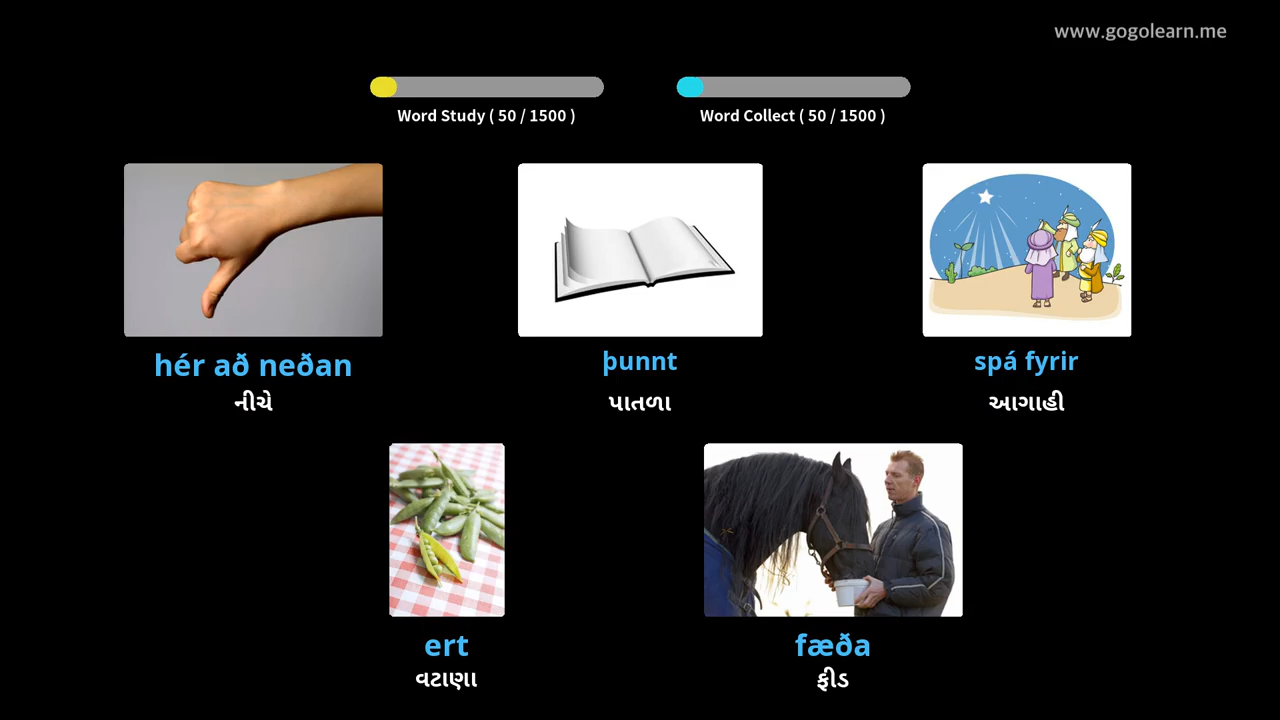 www.gogolearn.me
Word Study ( 50 / 1500 )
Word Collect ( 50 / 1500 )
hér að neðan
þunnt
spá fyrir
નીચે
પાતળા
આગાહી
ert
fæða
વટાણા
ફીડ